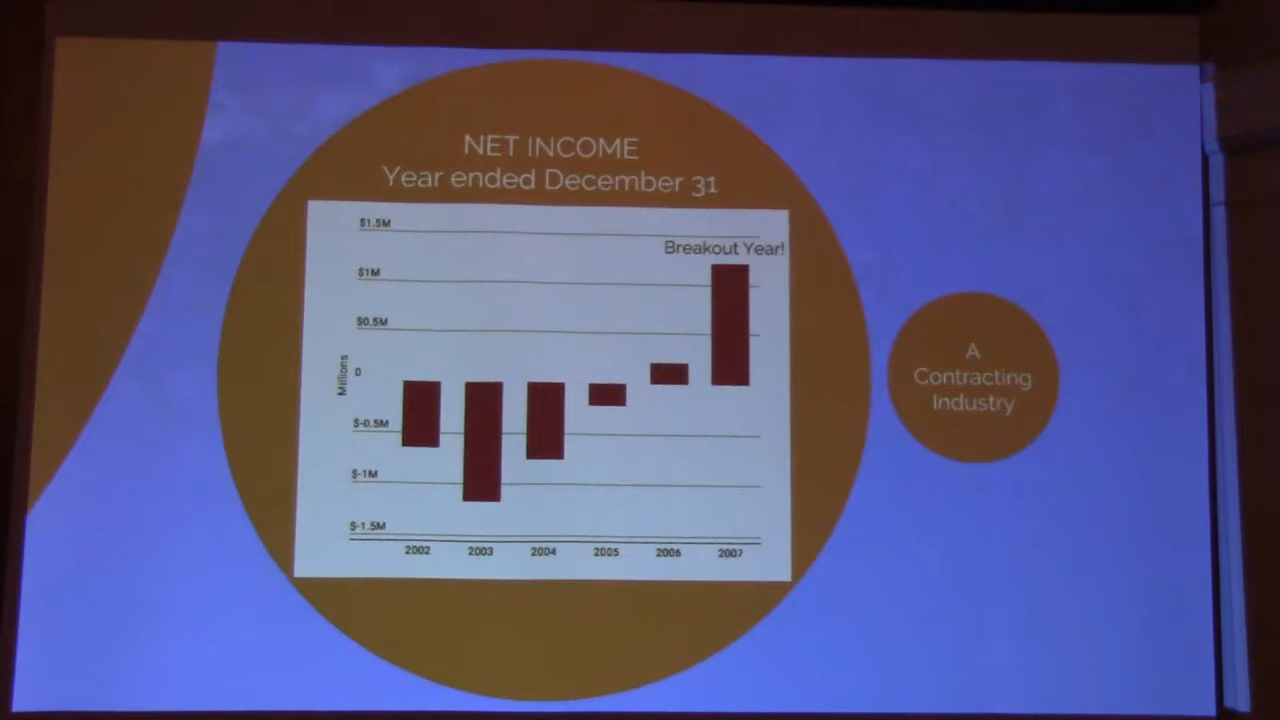 NET INCOME
Year ended December 31
$1.5M
Breakout Year!
$1M
$0.5M
0
Millions
$-0.5M
$-1M
$-1.5M
2002 2003 2004 2005 2006 2007
A
Contracting
Industry